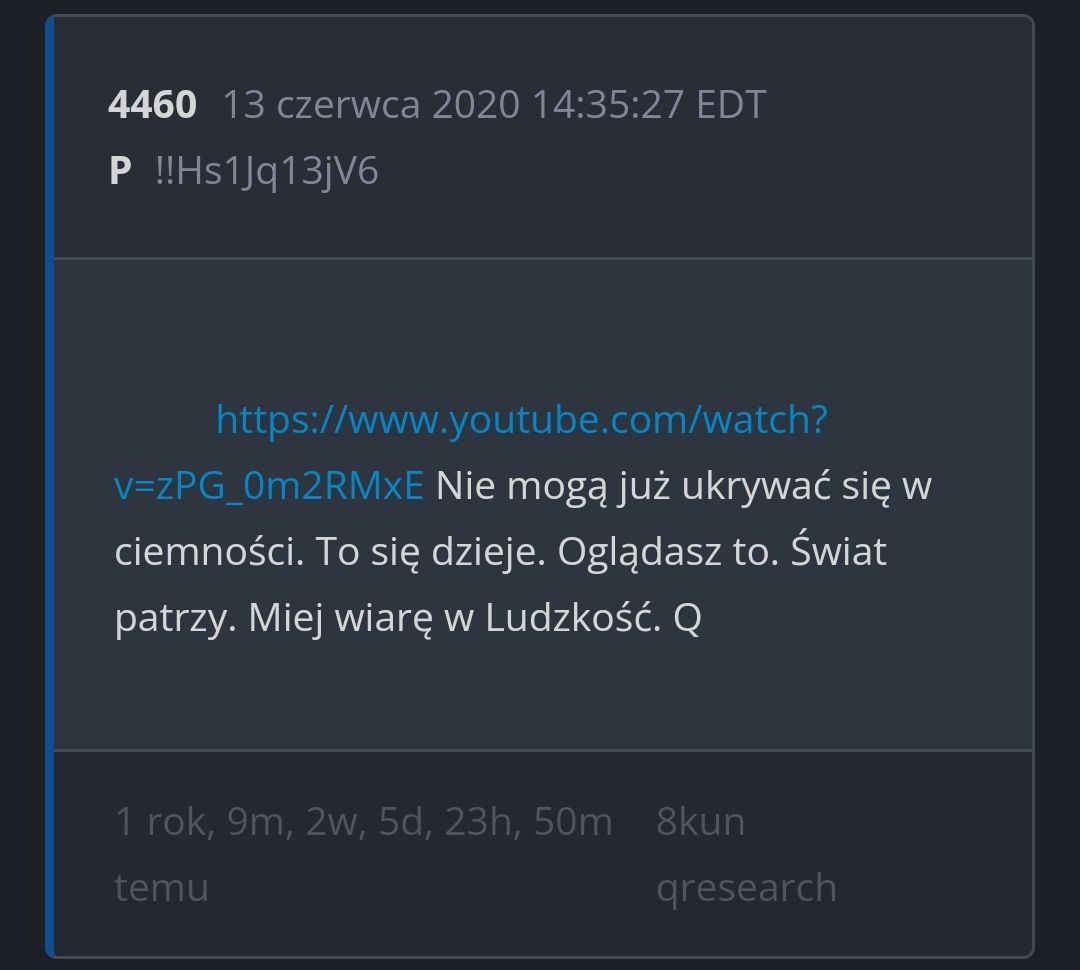 4460 13 czerwca 2020 14:35:27 EDT
P !!Hs1Jq13jV6
https://www.youtube.com/watch?
v=zPG_0m2RMxE Nie mogą już ukrywać się w
ciemności. To się dzieje. Oglądasz to. Świat
patrzy. Miej wiarę w Ludzkość. Q
1 rok, 9m, 2w, 5d, 23h, 50m 8kun
temu qresearch